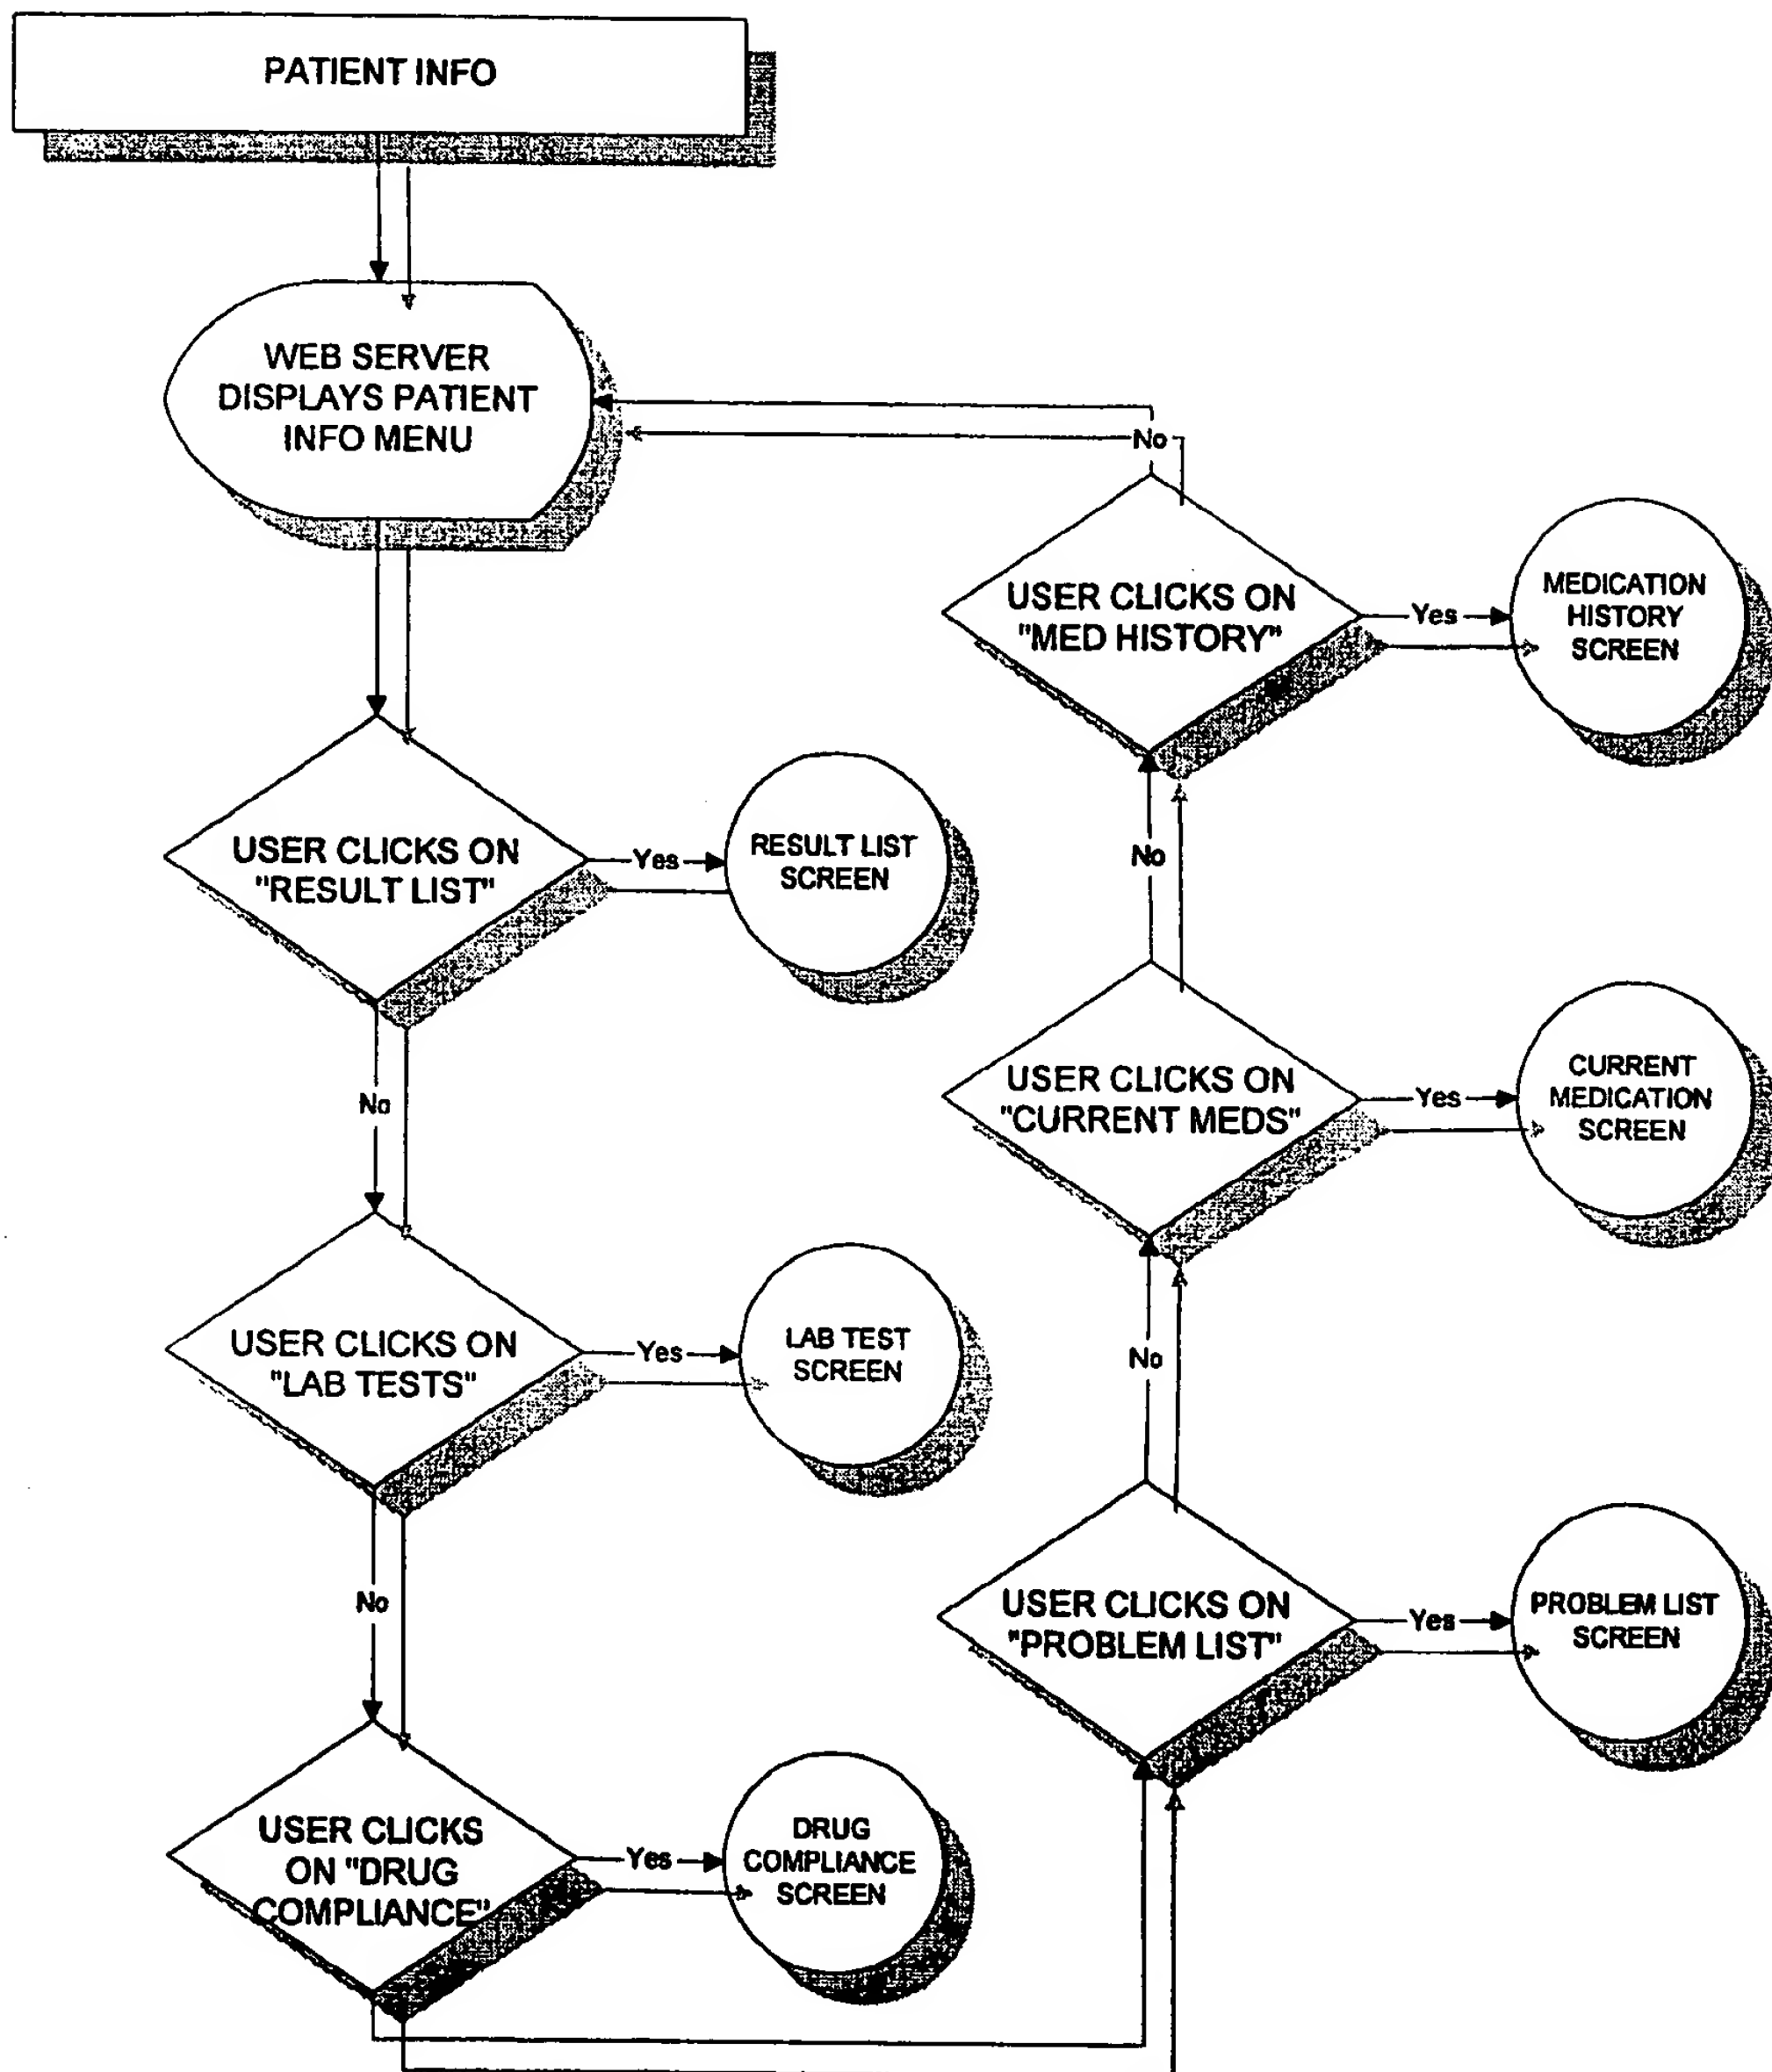 PATIENT INFO
WEB SERVER
DISPLAYS PATIENT
INFO MENU
USER CLICKS ON
"RESULT LIST"
Yes
RESULT LIST
SCREEN
No
USER CLICKS ON
"LAB TESTS"
Yes
LAB TEST
SCREEN
No
USER CLICKS
ON "DRUG
COMPLIANCE"
Yes
DRUG
COMPLIANCE
SCREEN
USER CLICKS ON
"PROBLEM LIST"
Yes
PROBLEM LIST
SCREEN
No
USER CLICKS ON
"CURRENT MEDS"
Yes
CURRENT
MEDICATION
SCREEN
No
USER CLICKS ON
"MED HISTORY"
Yes
MEDICATION
HISTORY
SCREEN
No